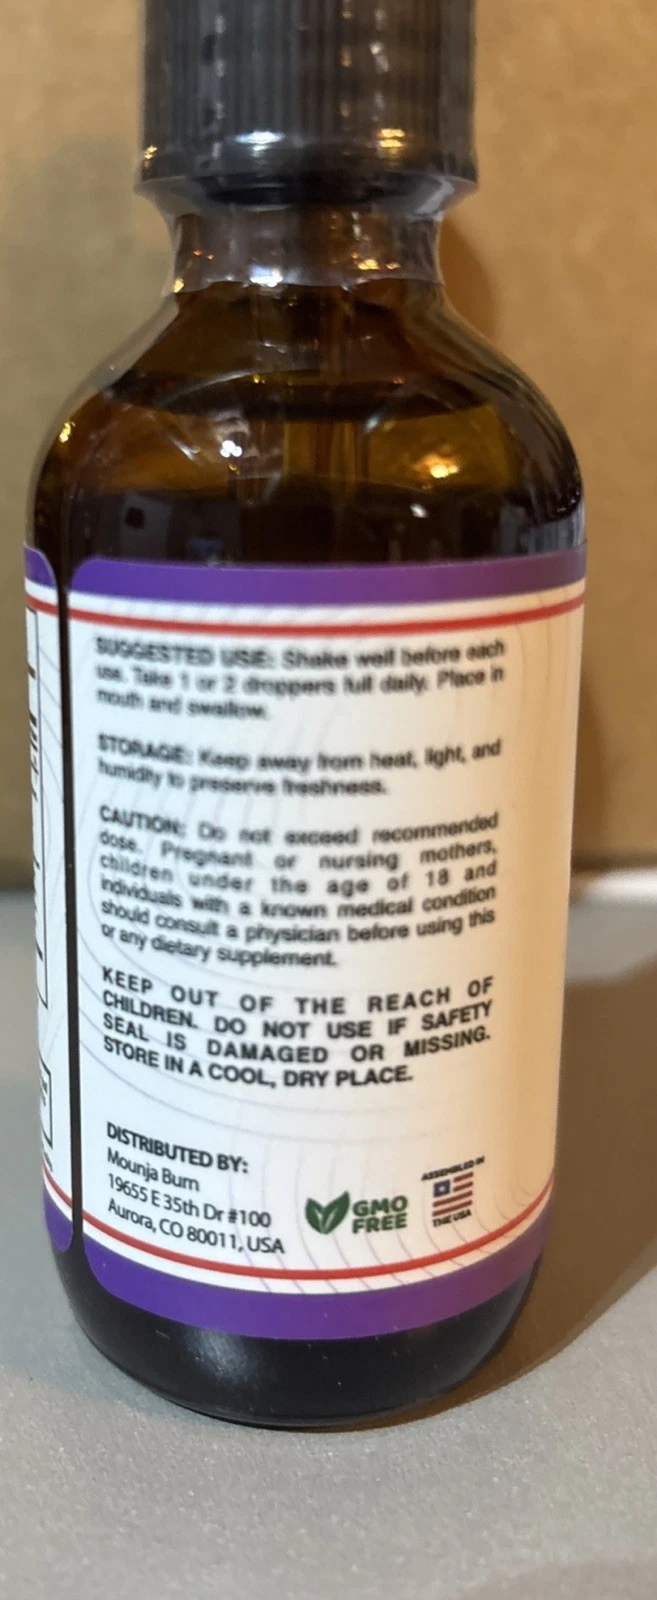 SUGGESTED USE: Shake well before each
use. Take 1 or 2 droppers full daily. Place in
mouth and swallow.
STORAGE: Keep away from heat, light, and
humidity to preserve freshness.
CAUTION: Do not exceed recommended
dose. Pregnant or nursing mothers,
children under the age of 18 and
individuals with a known medical condition
should consult a physician before using this
or any dietary supplement.
KEEP OUT OF THE REACH OF
CHILDREN. DO NOT USE IF SAFETY
SEAL IS DAMAGED OR MISSING.
STORE IN A COOL, DRY PLACE.
DISTRIBUTED BY:
Mounja Burn
19655 E 35th Dr #100
Aurora, CO 80011, USA
GMO
FREE
ASSEMBLED IN
THE USA